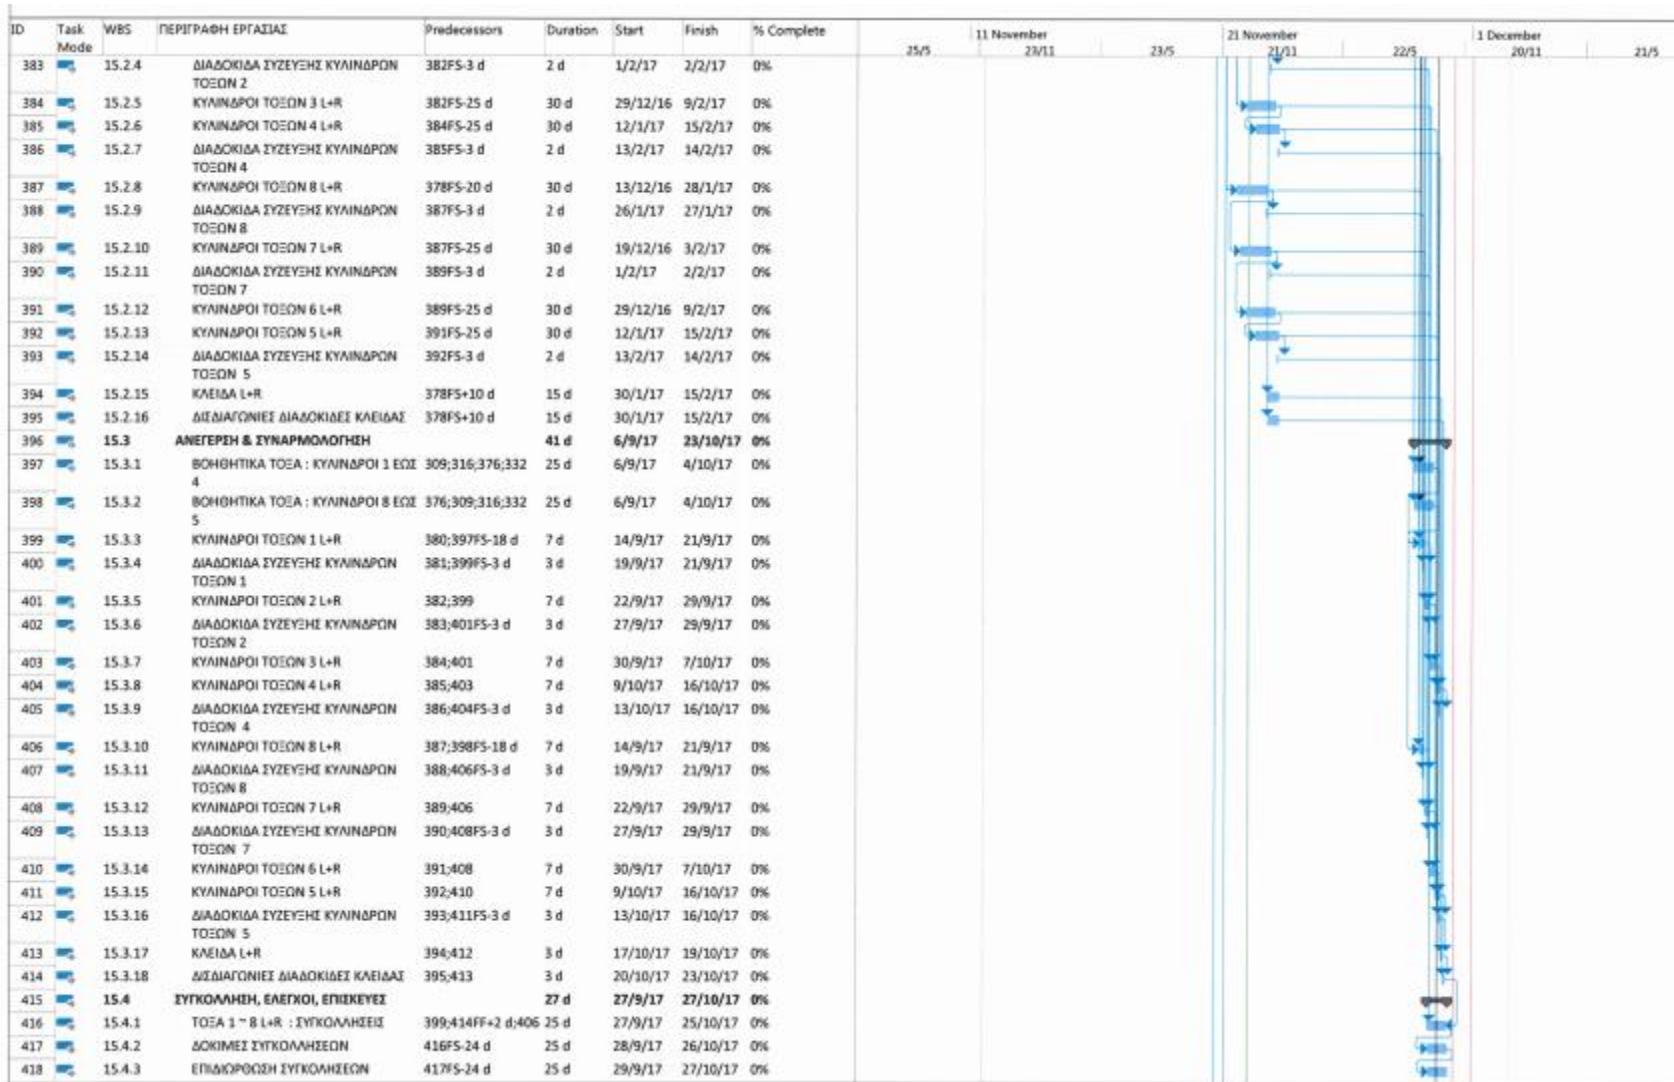 ID Task WBS ΠΕΡΙΓΡΑΦΗ ΕΡΓΑΣΙΑΣ Predecessors Duration Start Finish % Complete 11 November 21 November 1 December
Mode 25/5 23/11 23/5 21/11 22/5 20/11 21/5
383 15.2.4 ΔΙΑΔΟΚΙΔΑ ΣΥΖΕΥΞΗΣ ΚΥΛΙΝΔΡΩΝ 382FS-3 d 2 d 1/2/17 2/2/17 0%
ΤΟΞΩΝ 2
384 15.2.5 ΚΥΛΙΝΔΡΟΙ ΤΟΞΩΝ 3 L+R 382FS-25 d 30 d 29/12/16 9/2/17 0%
385 15.2.6 ΚΥΛΙΝΔΡΟΙ ΤΟΞΩΝ 4 L+R 384FS-25 d 30 d 12/1/17 15/2/17 0%
386 15.2.7 ΔΙΑΔΟΚΙΔΑ ΣΥΖΕΥΞΗΣ ΚΥΛΙΝΔΡΩΝ 385FS-3 d 2 d 13/2/17 14/2/17 0%
ΤΟΞΩΝ 4
387 15.2.8 ΚΥΛΙΝΔΡΟΙ ΤΟΞΩΝ 8 L+R 378FS-20 d 30 d 13/12/16 28/1/17 0%
388 15.2.9 ΔΙΑΔΟΚΙΔΑ ΣΥΖΕΥΞΗΣ ΚΥΛΙΝΔΡΩΝ 387FS-3 d 2 d 26/1/17 27/1/17 0%
ΤΟΞΩΝ 8
389 15.2.10 ΚΥΛΙΝΔΡΟΙ ΤΟΞΩΝ 7 L+R 387FS-25 d 30 d 19/12/16 3/2/17 0%
390 15.2.11 ΔΙΑΔΟΚΙΔΑ ΣΥΖΕΥΞΗΣ ΚΥΛΙΝΔΡΩΝ 389FS-3 d 2 d 1/2/17 2/2/17 0%
ΤΟΞΩΝ 7
391 15.2.12 ΚΥΛΙΝΔΡΟΙ ΤΟΞΩΝ 6 L+R 389FS-25 d 30 d 29/12/16 9/2/17 0%
392 15.2.13 ΚΥΛΙΝΔΡΟΙ ΤΟΞΩΝ 5 L+R 391FS-25 d 30 d 12/1/17 15/2/17 0%
393 15.2.14 ΔΙΑΔΟΚΙΔΑ ΣΥΖΕΥΞΗΣ ΚΥΛΙΝΔΡΩΝ 392FS-3 d 2 d 13/2/17 14/2/17 0%
ΤΟΞΩΝ 5
394 15.2.15 ΚΛΕΙΔΑ L+R 378FS+10 d 15 d 30/1/17 15/2/17 0%
395 15.2.16 ΔΙΣΔΙΑΓΩΝΙΕΣ ΔΙΑΔΟΚΙΔΕΣ ΚΛΕΙΔΑΣ 378FS+10 d 15 d 30/1/17 15/2/17 0%
396 15.3 ΑΝΕΓΕΡΣΗ & ΣΥΝΑΡΜΟΛΟΓΗΣΗ 41 d 6/9/17 23/10/17 0%
397 15.3.1 ΒΟΗΘΗΤΙΚΑ ΤΟΞΑ : ΚΥΛΙΝΔΡΟΙ 1 ΕΩΣ 309;316;376;332 25 d 6/9/17 4/10/17 0%
4
398 15.3.2 ΒΟΗΘΗΤΙΚΑ ΤΟΞΑ : ΚΥΛΙΝΔΡΟΙ 8 ΕΩΣ 376;309;316;332 25 d 6/9/17 4/10/17 0%
5
399 15.3.3 ΚΥΛΙΝΔΡΟΙ ΤΟΞΩΝ 1 L+R 380;397FS-18 d 7 d 14/9/17 21/9/17 0%
400 15.3.4 ΔΙΑΔΟΚΙΔΑ ΣΥΖΕΥΞΗΣ ΚΥΛΙΝΔΡΩΝ 381;399FS-3 d 3 d 19/9/17 21/9/17 0%
ΤΟΞΩΝ 1
401 15.3.5 ΚΥΛΙΝΔΡΟΙ ΤΟΞΩΝ 2 L+R 382;399 7 d 22/9/17 29/9/17 0%
402 15.3.6 ΔΙΑΔΟΚΙΔΑ ΣΥΖΕΥΞΗΣ ΚΥΛΙΝΔΡΩΝ 383;401FS-3 d 3 d 27/9/17 29/9/17 0%
ΤΟΞΩΝ 2
403 15.3.7 ΚΥΛΙΝΔΡΟΙ ΤΟΞΩΝ 3 L+R 384;401 7 d 30/9/17 7/10/17 0%
404 15.3.8 ΚΥΛΙΝΔΡΟΙ ΤΟΞΩΝ 4 L+R 385;403 7 d 9/10/17 16/10/17 0%
405 15.3.9 ΔΙΑΔΟΚΙΔΑ ΣΥΖΕΥΞΗΣ ΚΥΛΙΝΔΡΩΝ 386;404FS-3 d 3 d 13/10/17 16/10/17 0%
ΤΟΞΩΝ 4
406 15.3.10 ΚΥΛΙΝΔΡΟΙ ΤΟΞΩΝ 8 L+R 387;398FS-18 d 7 d 14/9/17 21/9/17 0%
407 15.3.11 ΔΙΑΔΟΚΙΔΑ ΣΥΖΕΥΞΗΣ ΚΥΛΙΝΔΡΩΝ 388;406FS-3 d 3 d 19/9/17 21/9/17 0%
ΤΟΞΩΝ 8
408 15.3.12 ΚΥΛΙΝΔΡΟΙ ΤΟΞΩΝ 7 L+R 389;406 7 d 22/9/17 29/9/17 0%
409 15.3.13 ΔΙΑΔΟΚΙΔΑ ΣΥΖΕΥΞΗΣ ΚΥΛΙΝΔΡΩΝ 390;408FS-3 d 3 d 27/9/17 29/9/17 0%
ΤΟΞΩΝ 7
410 15.3.14 ΚΥΛΙΝΔΡΟΙ ΤΟΞΩΝ 6 L+R 391;408 7 d 30/9/17 7/10/17 0%
411 15.3.15 ΚΥΛΙΝΔΡΟΙ ΤΟΞΩΝ 5 L+R 392;410 7 d 9/10/17 16/10/17 0%
412 15.3.16 ΔΙΑΔΟΚΙΔΑ ΣΥΖΕΥΞΗΣ ΚΥΛΙΝΔΡΩΝ 393;411FS-3 d 3 d 13/10/17 16/10/17 0%
ΤΟΞΩΝ 5
413 15.3.17 ΚΛΕΙΔΑ L+R 394;412 3 d 17/10/17 19/10/17 0%
414 15.3.18 ΔΙΣΔΙΑΓΩΝΙΕΣ ΔΙΑΔΟΚΙΔΕΣ ΚΛΕΙΔΑΣ 395;413 3 d 20/10/17 23/10/17 0%
415 15.4 ΣΥΓΚΟΛΛΗΣΗ, ΕΛΕΓΧΟΙ, ΕΠΙΣΚΕΥΕΣ 27 d 27/9/17 27/10/17 0%
416 15.4.1 ΤΟΞΑ 1 ~ 8 L+R : ΣΥΓΚΟΛΛΗΣΕΙΣ 399;414FF+2 d;406 25 d 27/9/17 25/10/17 0%
417 15.4.2 ΔΟΚΙΜΕΣ ΣΥΓΚΟΛΛΗΣΕΩΝ 416FS-24 d 25 d 28/9/17 26/10/17 0%
418 15.4.3 ΕΠΙΔΙΟΡΘΩΣΗ ΣΥΓΚΟΛΗΣΕΩΝ 417FS-24 d 25 d 29/9/17 27/10/17 0%